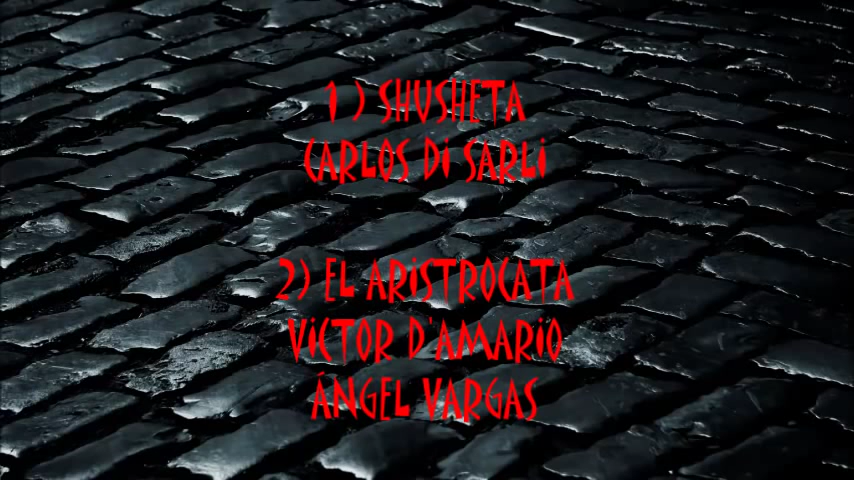 1 ) SHUSHETA
CARLOS Di SARLi
2) EL ARiSTROCATA
ViCTOR D'AMARiO
ÁNGEL VARGAS